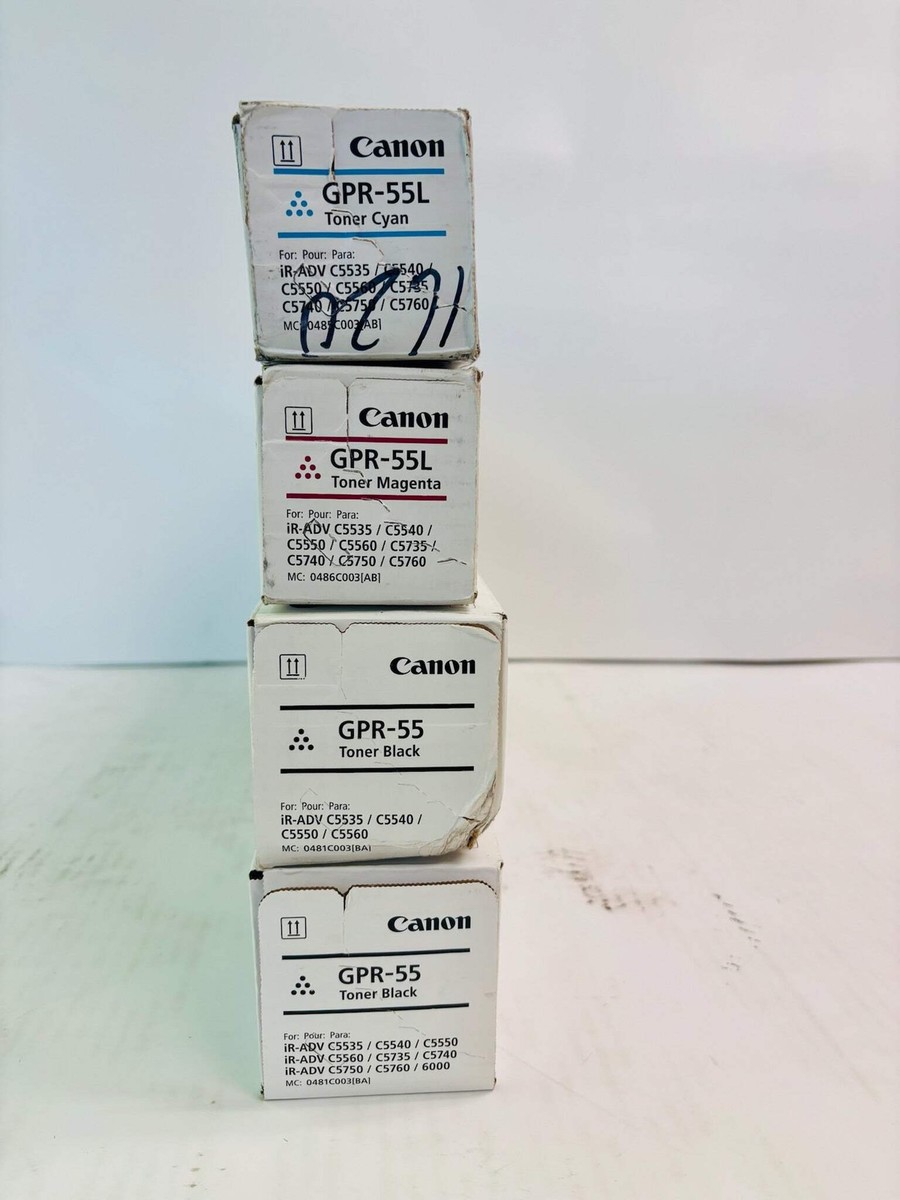 Canon
GPR-55L
Toner Cyan
For: Pour: Para:
iR-ADV C5535 / C5540 /
C5550 / C5560 / C5735
C5740 / C5750 / C5760
MC: 0485C003[AB]
Canon
GPR-55L
Toner Magenta
For: Pour: Para:
iR-ADV C5535 / C5540 /
C5550 / C5560 / C5735 /
C5740 / C5750 / C5760
MC: 0486C003[AB]
Canon
GPR-55
Toner Black
For: Pour: Para:
iR-ADV C5535 / C5540 /
C5550 / C5560
MC: 0481C003[BA]
Canon
GPR-55
Toner Black
For: Pour: Para:
iR-ADV C5535 / C5540 / C5550
iR-ADV C5560 / C5735 / C5740
iR-ADV C5750 / C5760 / 6000
MC: 0481C003[BA]